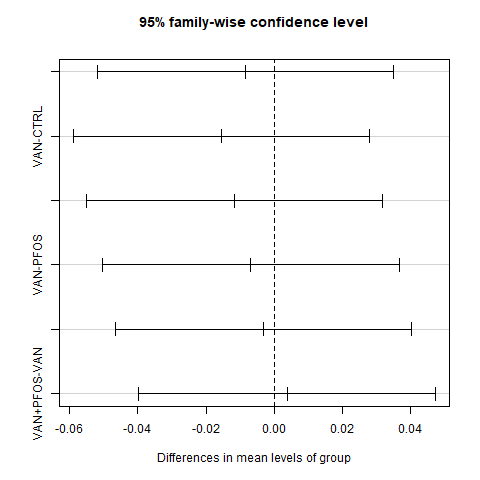 95% family-wise confidence level
VAN-CTRL
VAN-PFOS
VAN+PFOS-VAN
-0.06 -0.04 -0.02 0.00 0.02 0.04
Differences in mean levels of group